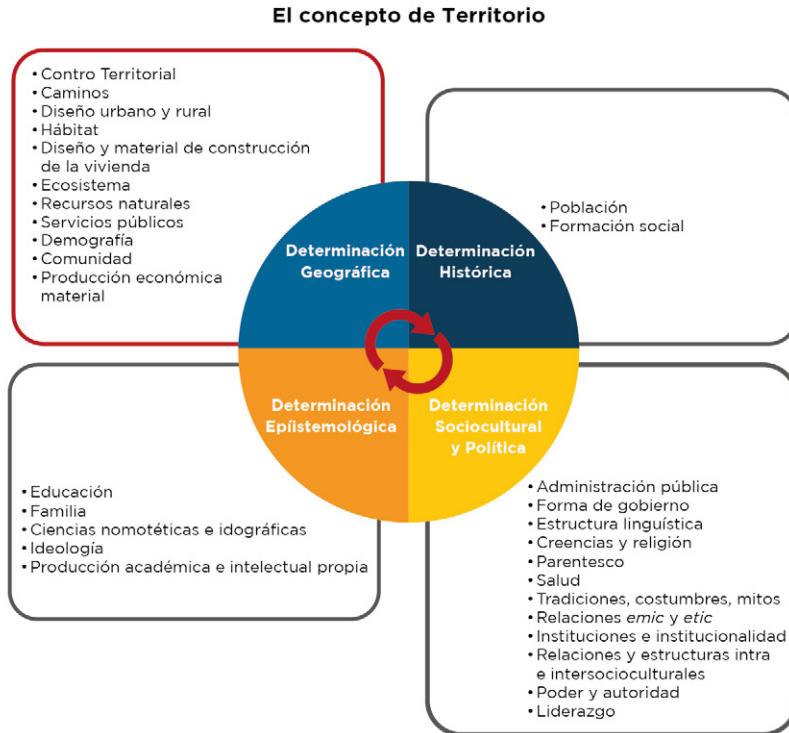 El concepto de Territorio
• Contro Territorial
• Caminos
• Diseño urbano y rural
• Hábitat
• Diseño y material de construcción
de la vivienda
• Ecosistema
• Recursos naturales
• Servicios públicos
• Demografía
• Comunidad
• Producción económica
material
• Población
• Formación social
Determinación
Geográfica
Determinación
Histórica
Determinación
Epíistemológica
Determinación
Sociocultural
y Política
• Educación
• Familia
• Ciencias nomotéticas e idográficas
• Ideología
• Producción académica e intelectual propia
• Administración pública
• Forma de gobierno
• Estructura linguística
• Creencias y religión
• Parentesco
• Salud
• Tradiciones, costumbres, mitos
• Relaciones emic y etic
• Instituciones e institucionalidad
• Relaciones y estructuras intra
e intersocioculturales
• Poder y autoridad
• Liderazgo